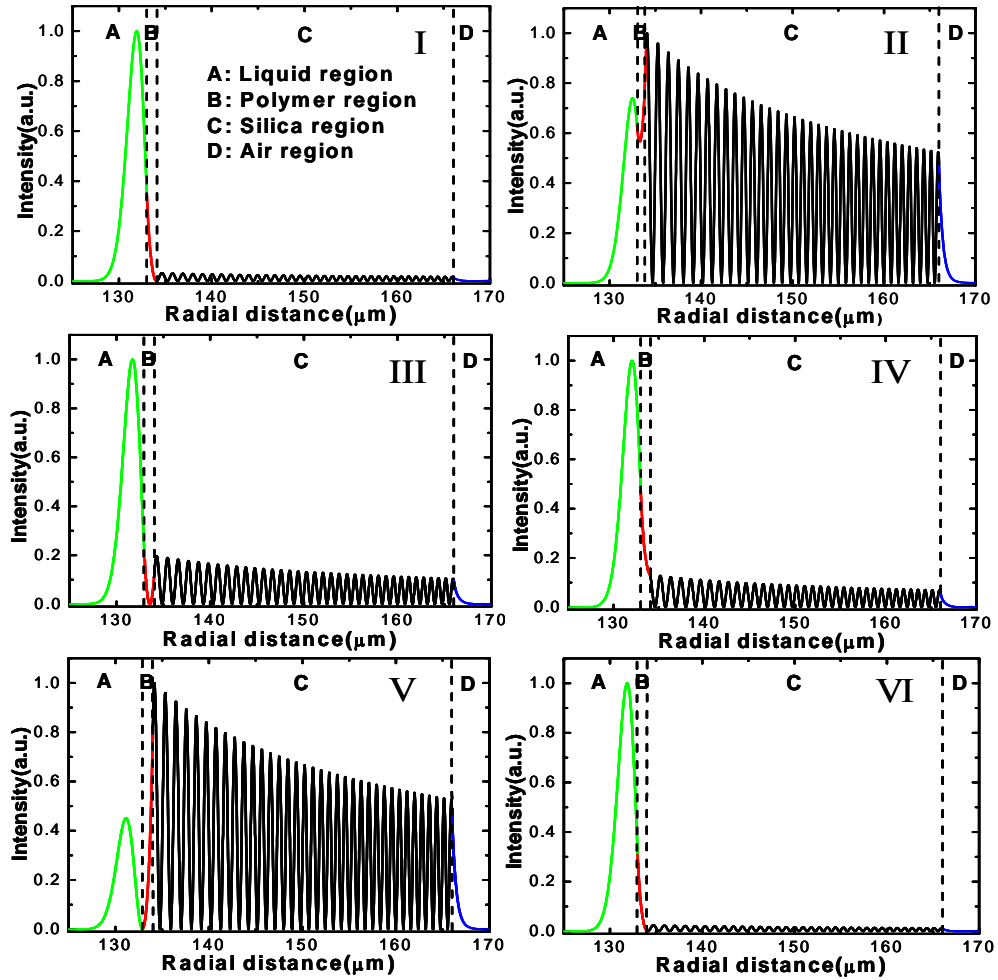 A B C D
I
A: Liquid region
B: Polymer region
C: Silica region
D: Air region
1.0
0.8
0.6
0.4
0.2
0.0
Intensity(a.u.)
130 140 150 160 170
Radial distance(μm)
A B C D
II
1.0
0.8
0.6
0.4
0.2
0.0
Intensity(a.u.)
130 140 150 160 170
Radial distance(μm)
A B C D
III
1.0
0.8
0.6
0.4
0.2
0.0
Intensity(a.u.)
130 140 150 160 170
Radial distance(μm)
A B C D
IV
1.0
0.8
0.6
0.4
0.2
0.0
Intensity(a.u.)
130 140 150 160 170
Radial distance(μm)
A B C D
V
1.0
0.8
0.6
0.4
0.2
0.0
Intensity(a.u.)
130 140 150 160 170
Radial distance(μm)
A B C D
VI
1.0
0.8
0.6
0.4
0.2
0.0
Intensity(a.u.)
130 140 150 160 170
Radial distance(μm)